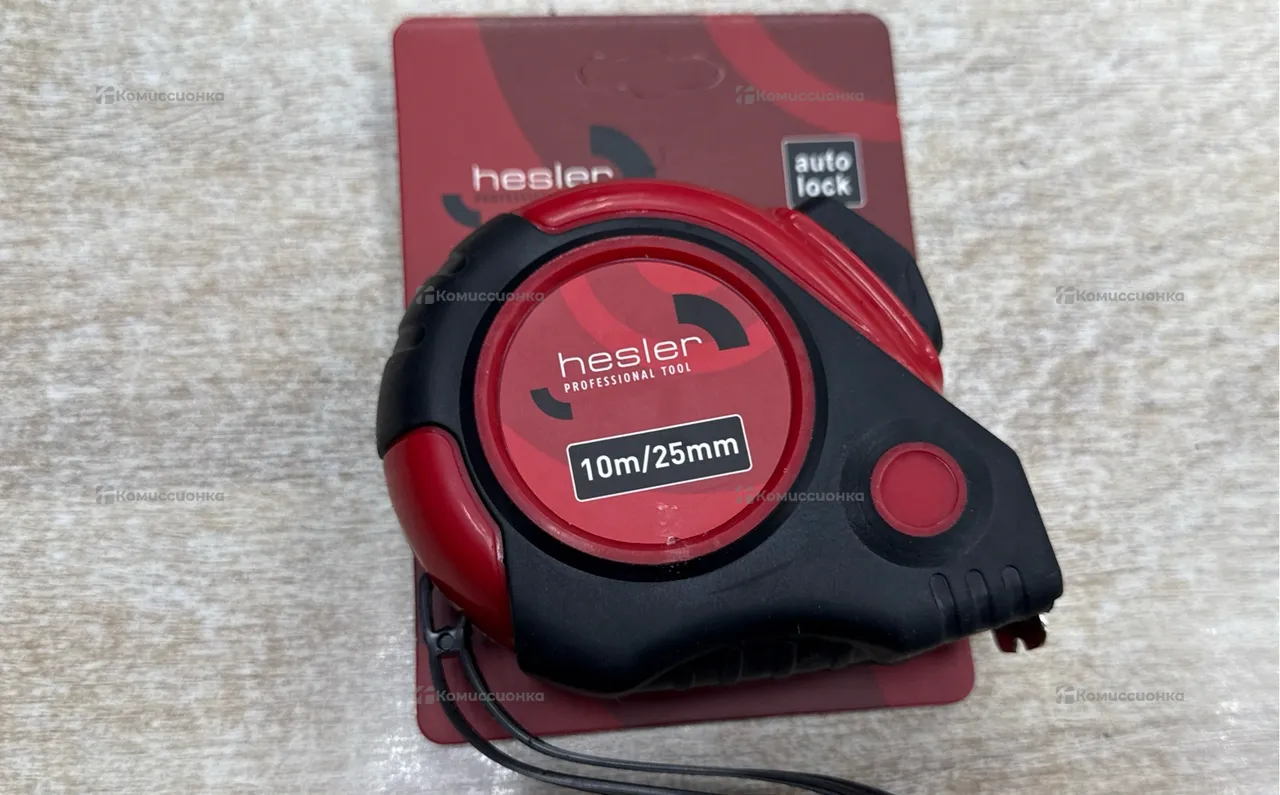 Комиссионка
Комиссионка
hesler
auto
lock
Комиссионка
Комиссионка
hesler
PROFESSIONAL TOOL
10m/25mm
Комиссионка
Комиссионка
Комиссионка
Комиссионка